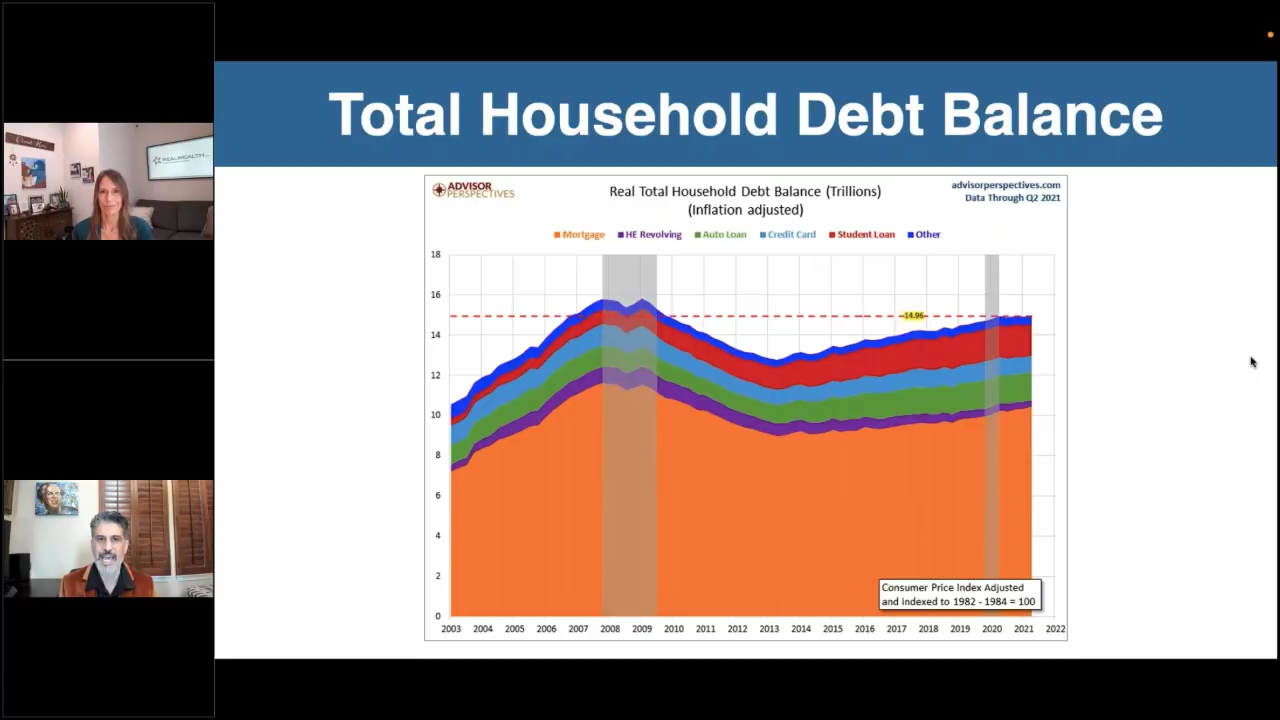 Total Household Debt Balance
ADVISOR
PERSPECTIVES
Real Total Household Debt Balance (Trillions)
(Inflation adjusted)
advisorperspectives.com
Data Through Q2 2021
Mortgage HE Revolving Auto Loan Credit Card Student Loan Other
18
16
14.96
14
12
10
8
6
4
2
0
Consumer Price Index Adjusted
and indexed to 1982 - 1984 = 100
2003 2004 2005 2006 2007 2008 2009 2010 2011 2012 2013 2014 2015 2016 2017 2018 2019 2020 2021 2022
REALWEALTH